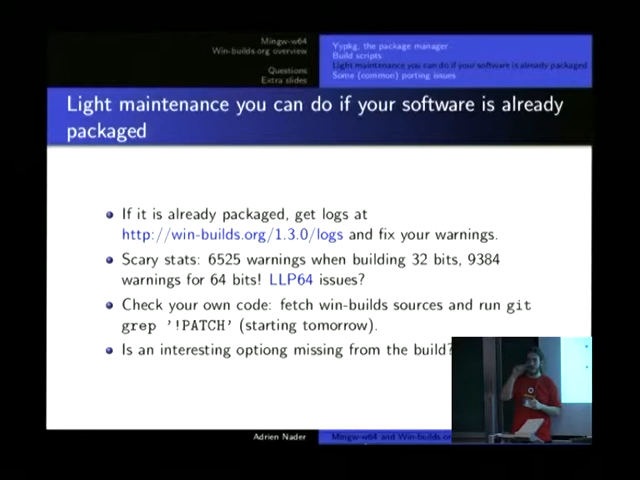 Mingw-w64
Win-builds.org overview
Questions
Extra slides
Yypkg, the package manager
Build scripts
Light maintenance you can do if your software is already packaged
Some (common) porting issues
Light maintenance you can do if your software is already
packaged
If it is already packaged, get logs at
http://win-builds.org/1.3.0/logs and fix your warnings.
Scary stats: 6525 warnings when building 32 bits, 9384
warnings for 64 bits! LLP64 issues?
Check your own code: fetch win-builds sources and run git
grep '!PATCH' (starting tomorrow).
Is an interesting optiong missing from the build?
Adrien Nader
Mingw-w64 and Win-builds.org